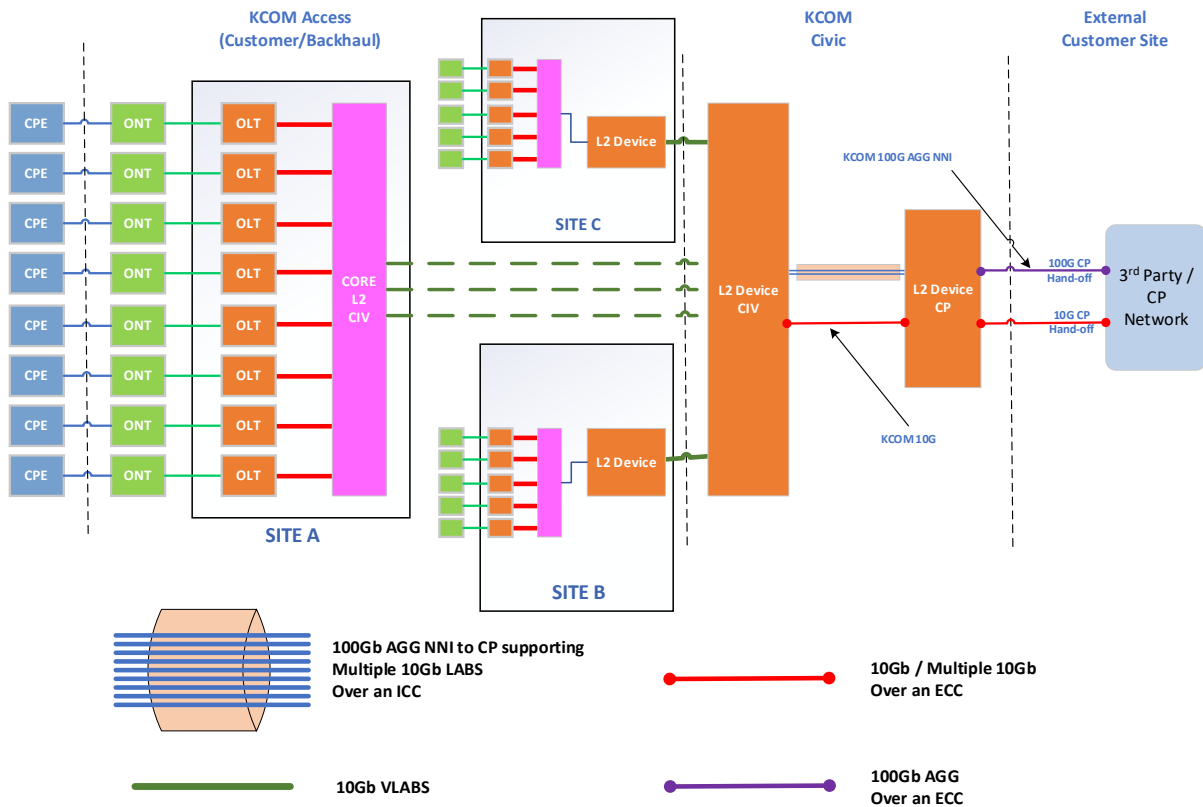 KCOM Access
(Customer/Backhaul)
KCOM
Civic
External
Customer Site
CPE
ONT
OLT
CPE
ONT
OLT
CPE
ONT
OLT
CPE
ONT
OLT
CPE
ONT
OLT
CPE
ONT
OLT
CPE
ONT
OLT
CPE
ONT
OLT
CORE
L2
CIV
SITE A
L2 Device
SITE C
L2 Device
SITE B
L2 Device
CIV
KCOM 100G AGG NNI
L2 Device
CP
KCOM 10G
100G CP
Hand-off
10G CP
Hand-off
3rd Party /
CP
Network
100Gb AGG NNI to CP supporting
Multiple 10Gb LABS
Over an ICC
10Gb / Multiple 10Gb
Over an ECC
10Gb VLABS
100Gb AGG
Over an ECC